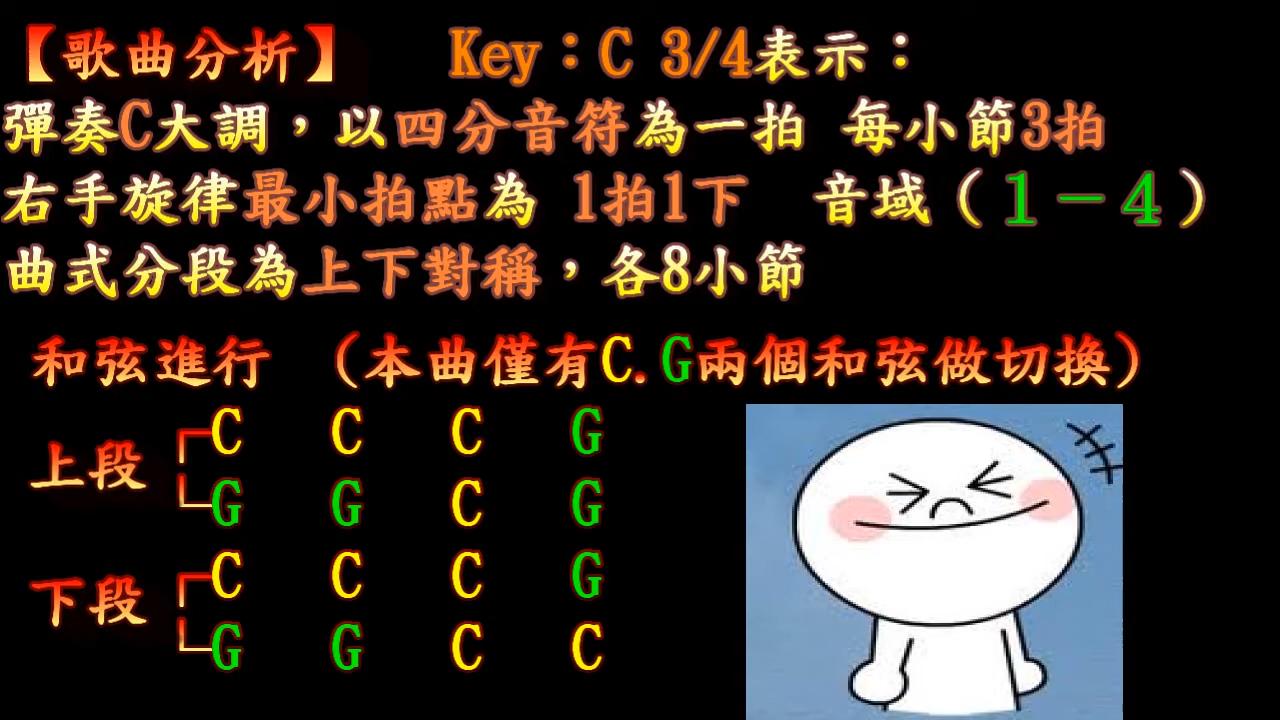 【歌曲分析】 Key：C 3/4表示：
彈奏C大調，以四分音符為一拍 每小節3拍
右手旋律最小拍點為 1拍1下 音域（1－4）
曲式分段為上下對稱，各8小節
和弦進行 （本曲僅有C.G兩個和弦做切換）
上段
C C C G
G G C G
下段
C C C G
G G C C